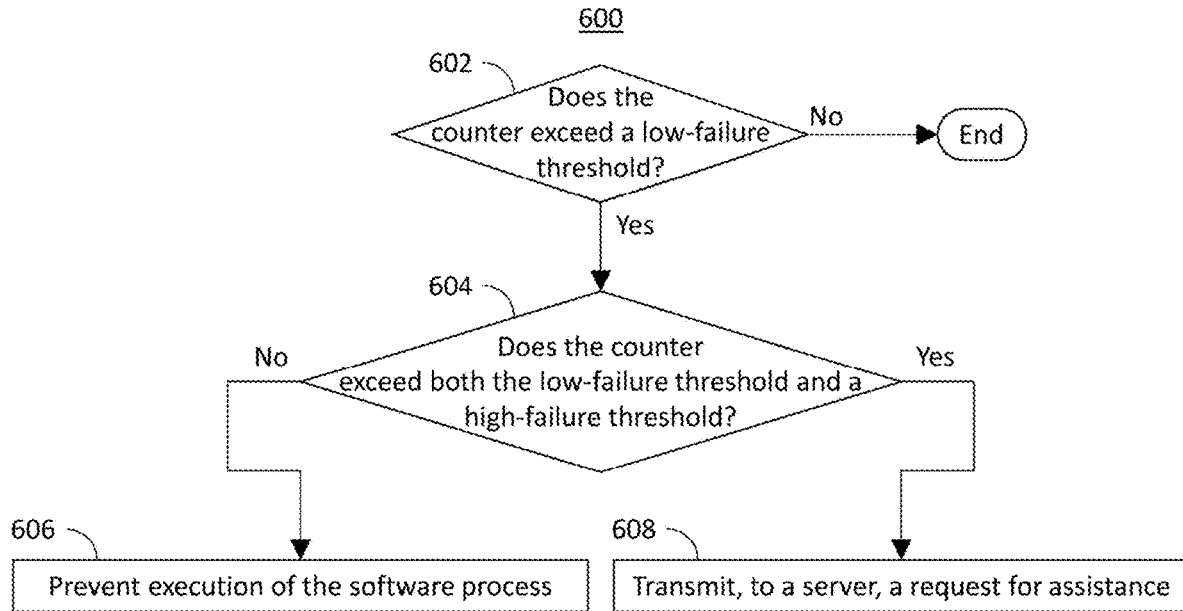 600
602
Does the
counter exceed a low-failure
threshold?
No
End
Yes
604
No
Does the counter
exceed both the low-failure threshold and a
high-failure threshold?
Yes
606
Prevent execution of the software process
608
Transmit, to a server, a request for assistance